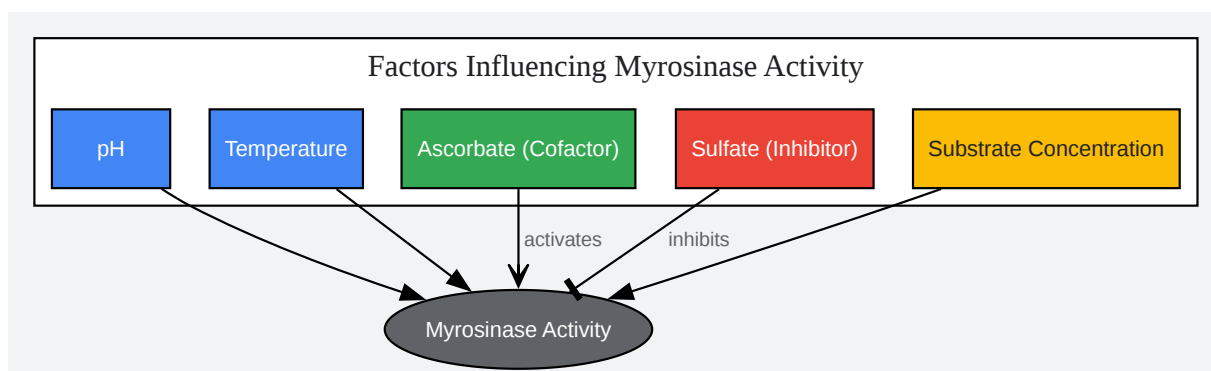 Factors Influencing Myrosinase Activity
pH
Temperature
Ascorbate (Cofactor)
Sulfate (Inhibitor)
Substrate Concentration
activates
inhibits
Myrosinase Activity